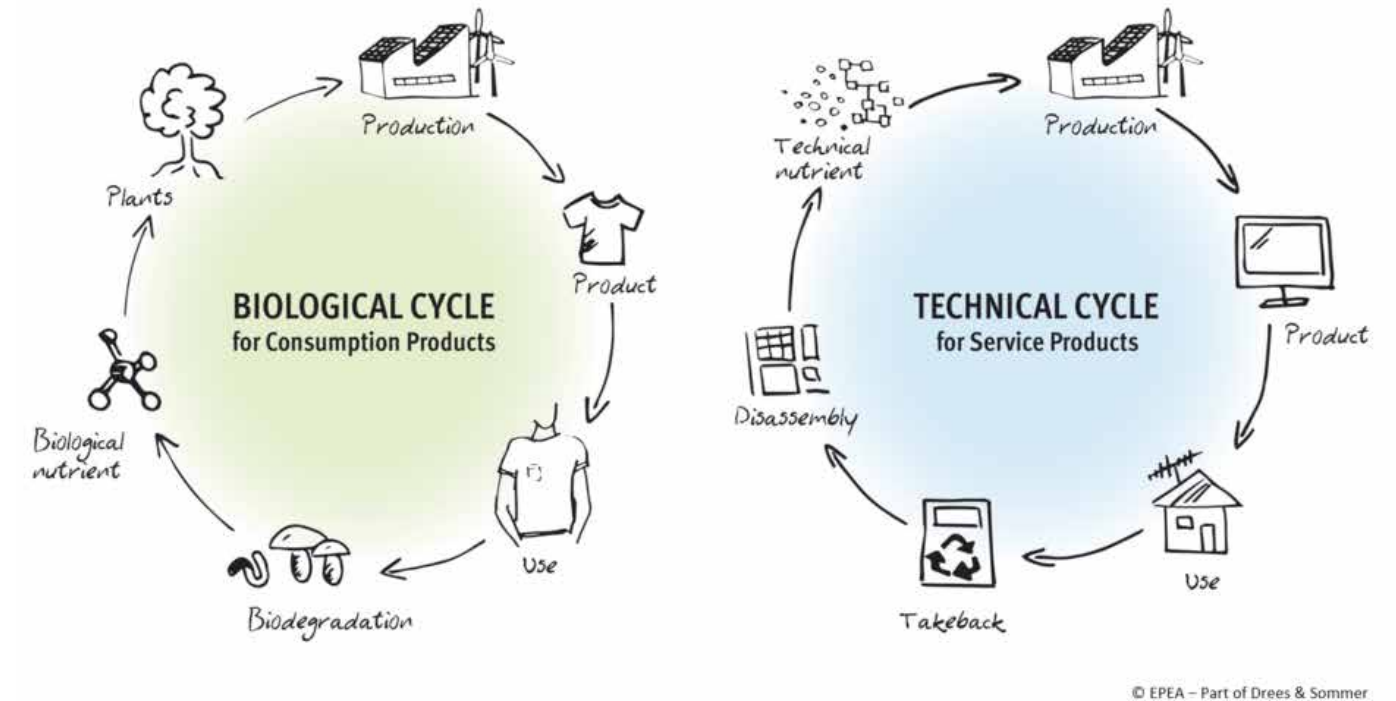 Production
Product
Use
Biodegradation
Biological
nutrient
Plants
BIOLOGICAL CYCLE
for Consumption Products
Production
Product
Use
Takeback
Disassembly
Technical
nutrient
TECHNICAL CYCLE
for Service Products
© EPEA – Part of Drees & Sommer